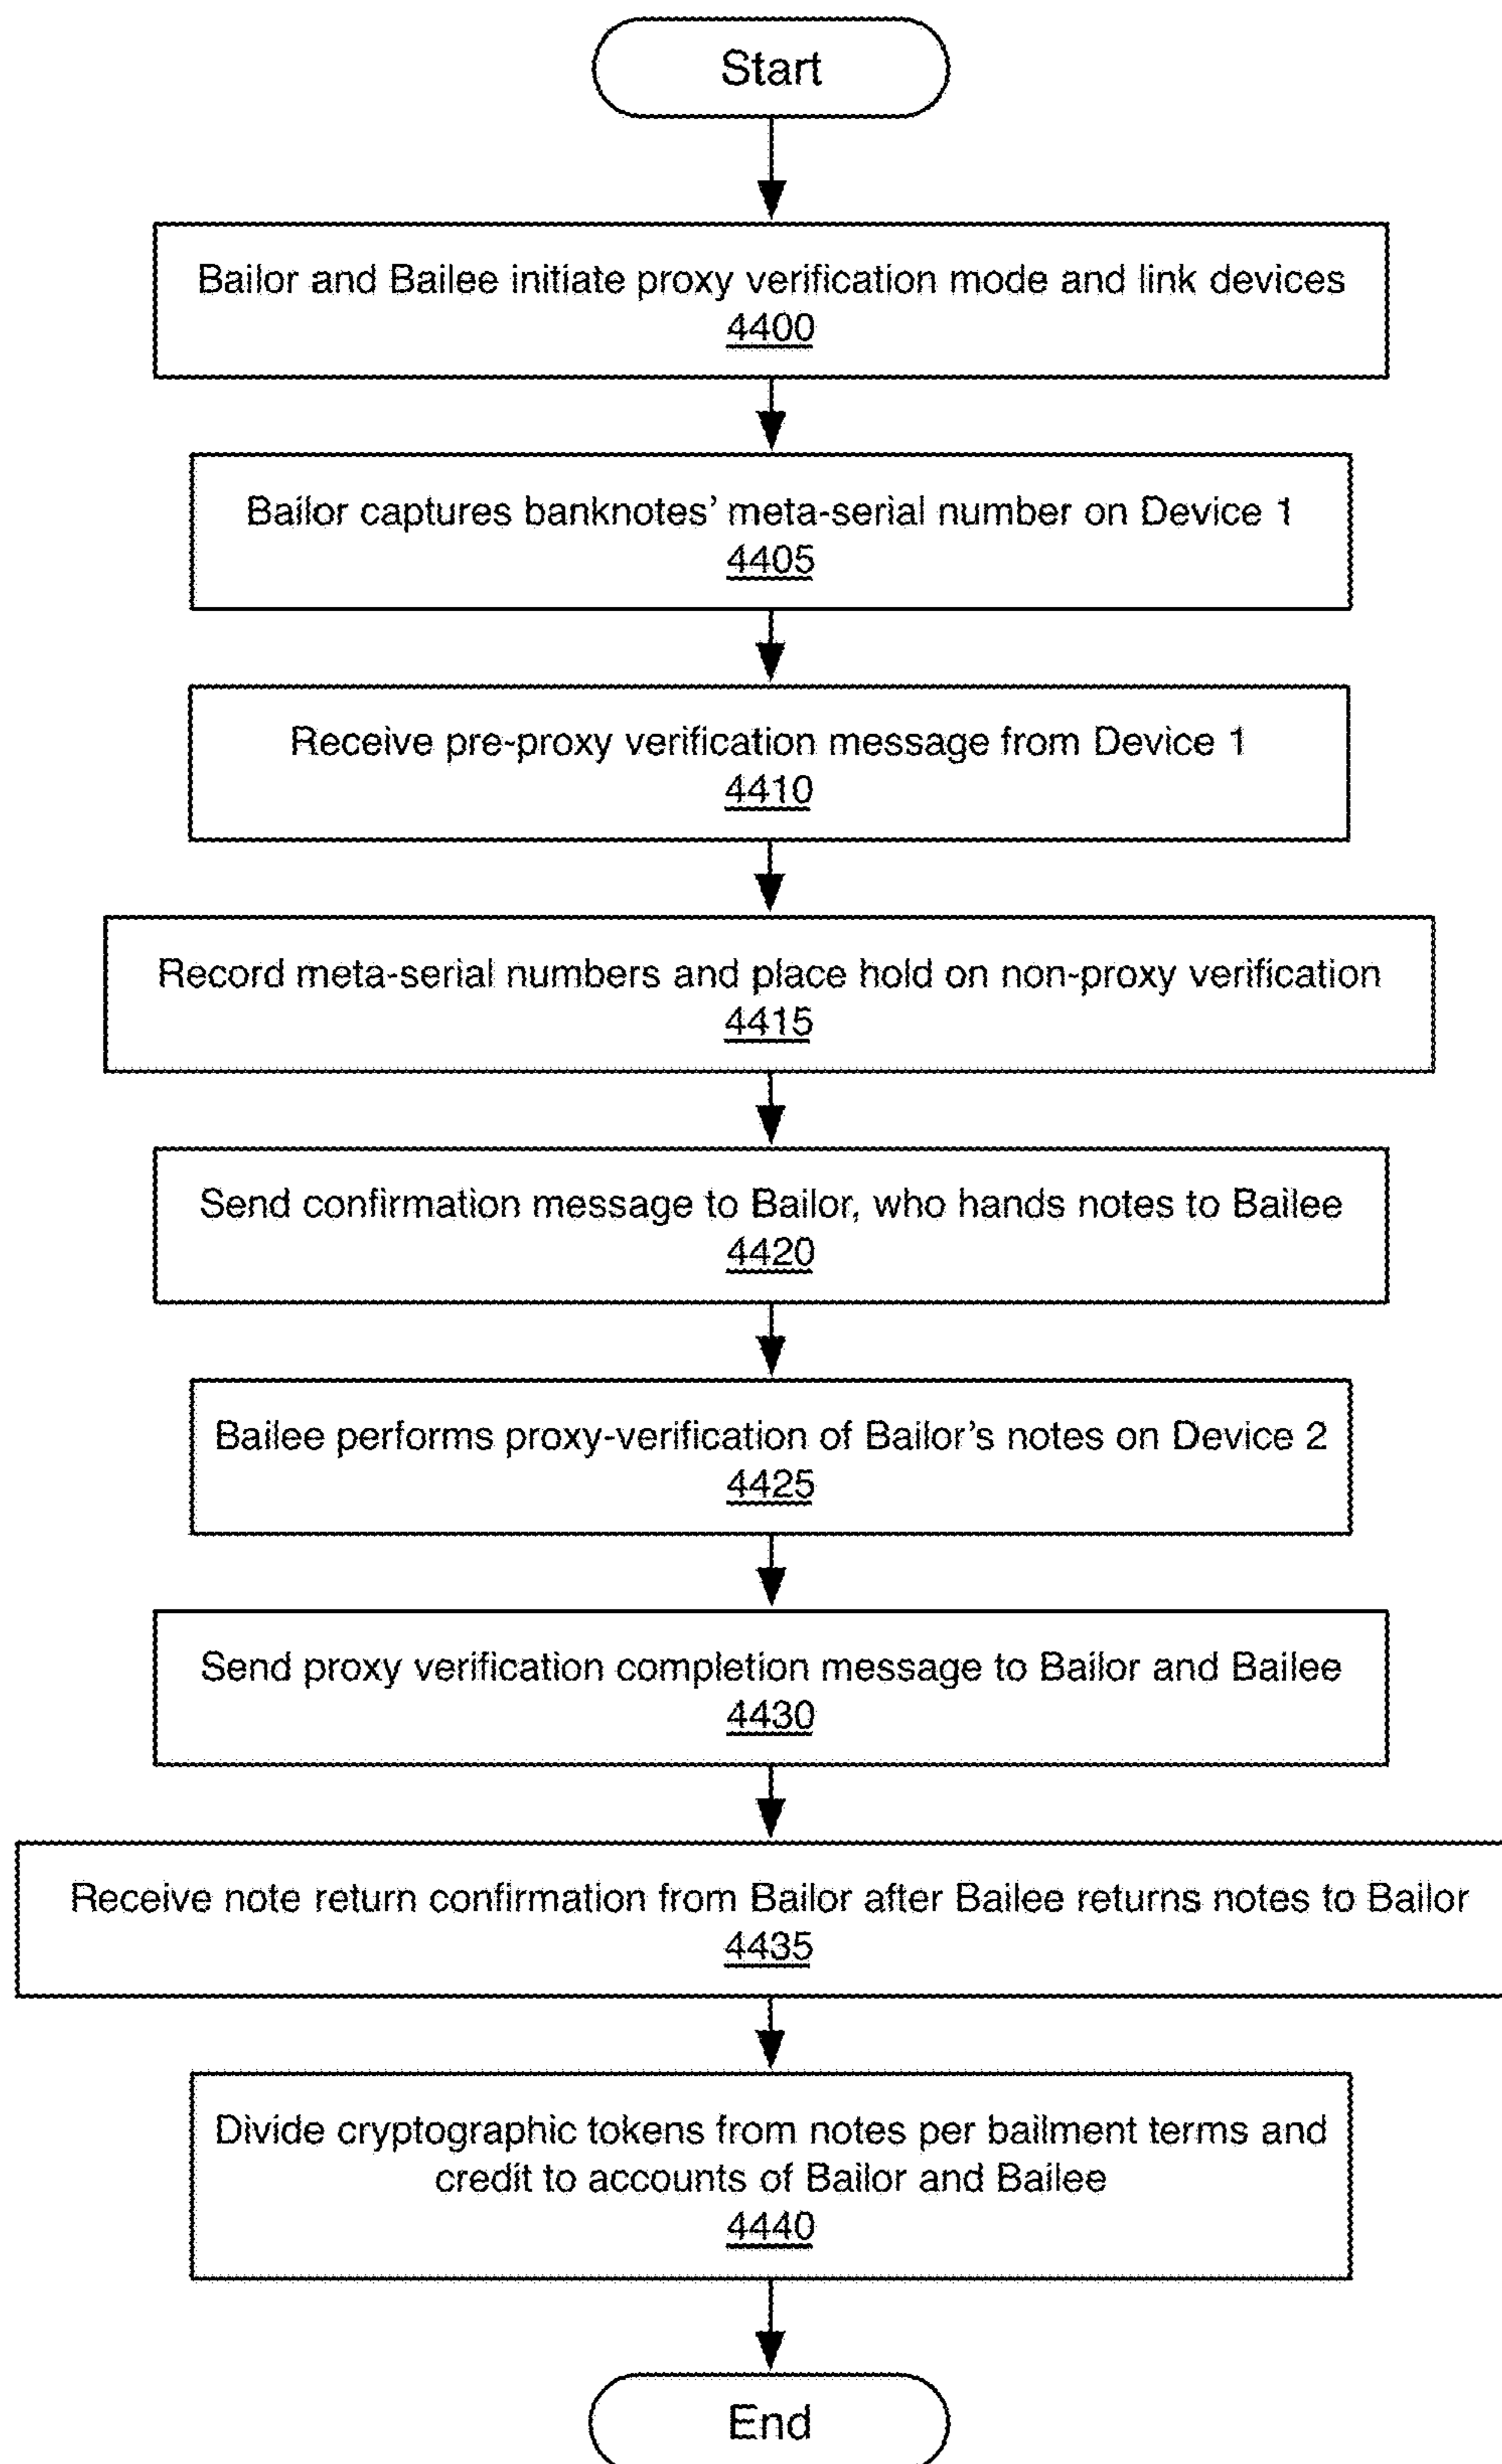 Start
Bailor and Bailee initiate proxy verification mode and link devices
4400
Bailor captures banknotes’ meta-serial number on Device 1
4405
Receive pre-proxy verification message from Device 1
4410
Record meta-serial numbers and place hold on non-proxy verification
4415
Send confirmation message to Bailor, who hands notes to Bailee
4420
Bailee performs proxy-verification of Bailor’s notes on Device 2
4425
Send proxy verification completion message to Bailor and Bailee
4430
Receive note return confirmation from Bailor after Bailee returns notes to Bailor
4435
Divide cryptographic tokens from notes per bailment terms and
credit to accounts of Bailor and Bailee
4440
End